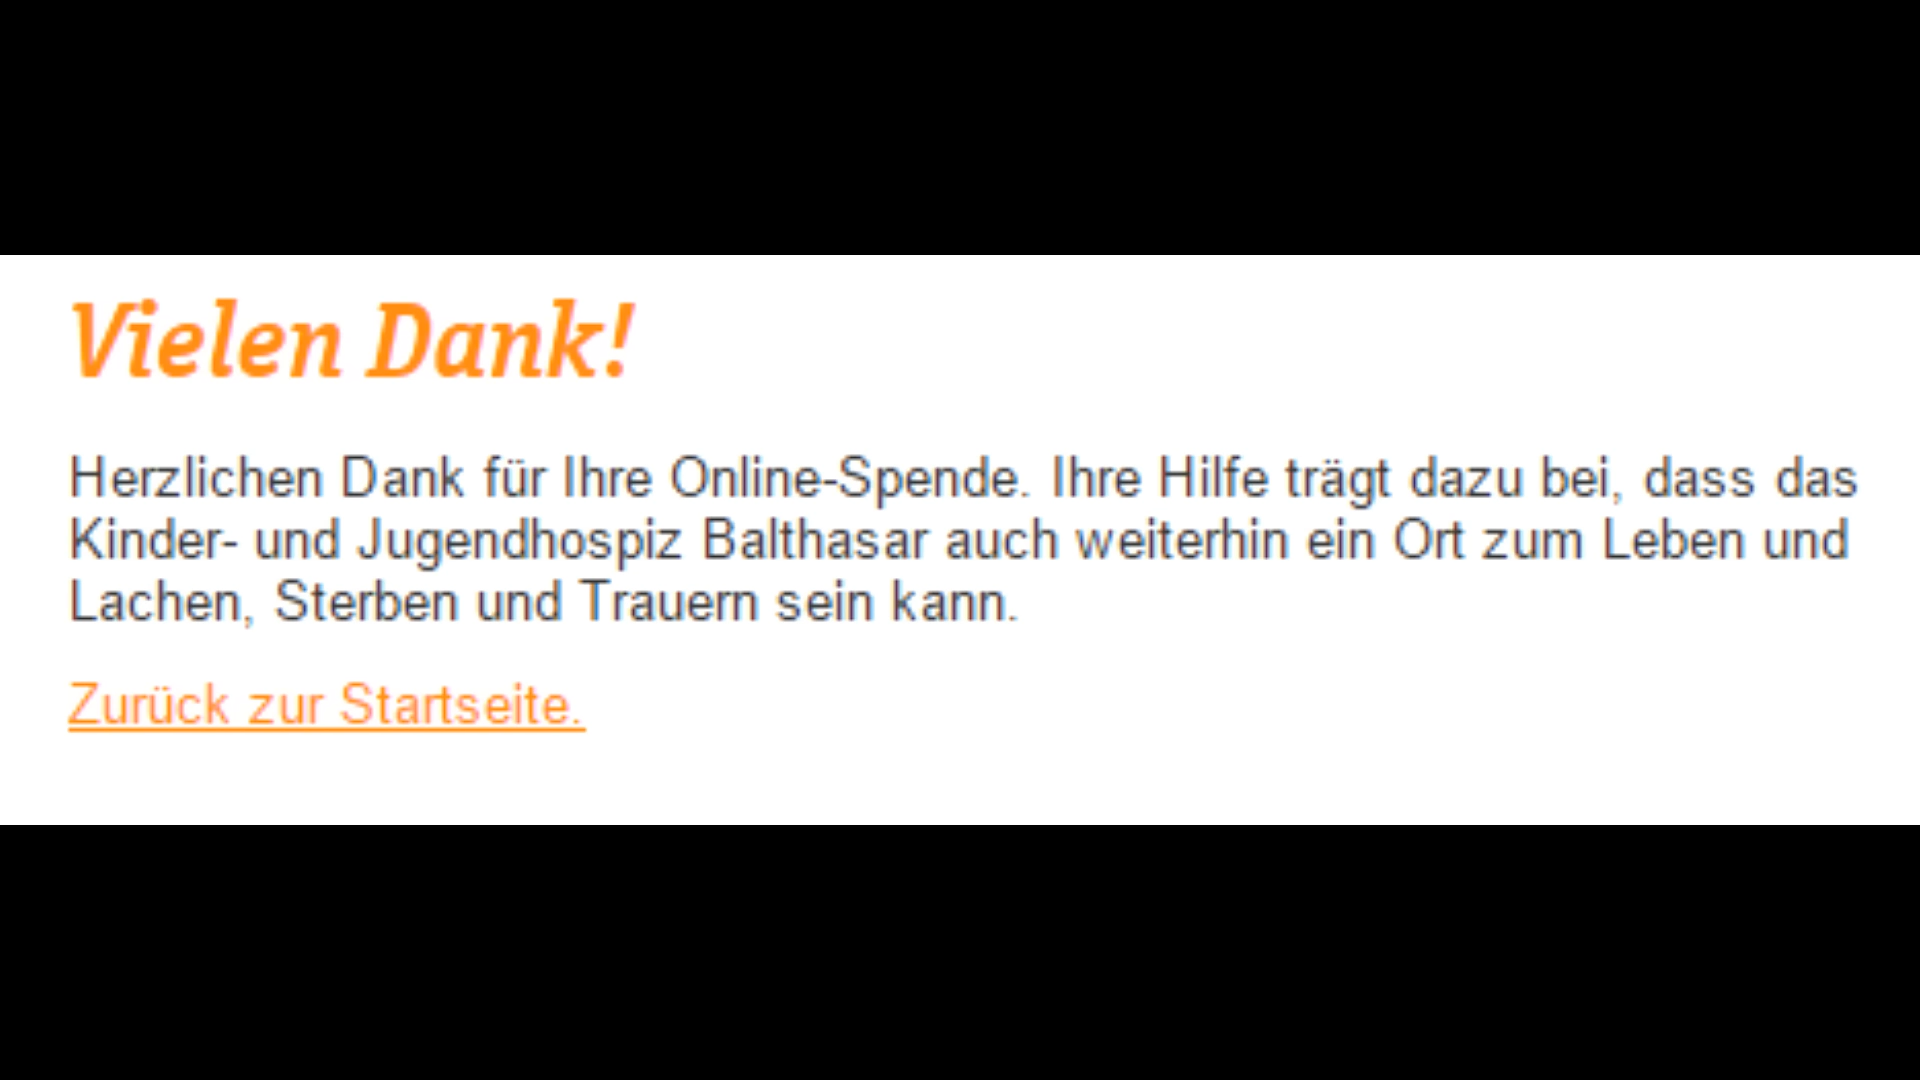 Vielen Dank!
Herzlichen Dank für Ihre Online-Spende. Ihre Hilfe trägt dazu bei, dass das
Kinder- und Jugendhospiz Balthasar auch weiterhin ein Ort zum Leben und
Lachen, Sterben und Trauern sein kann.
Zurück zur Startseite.